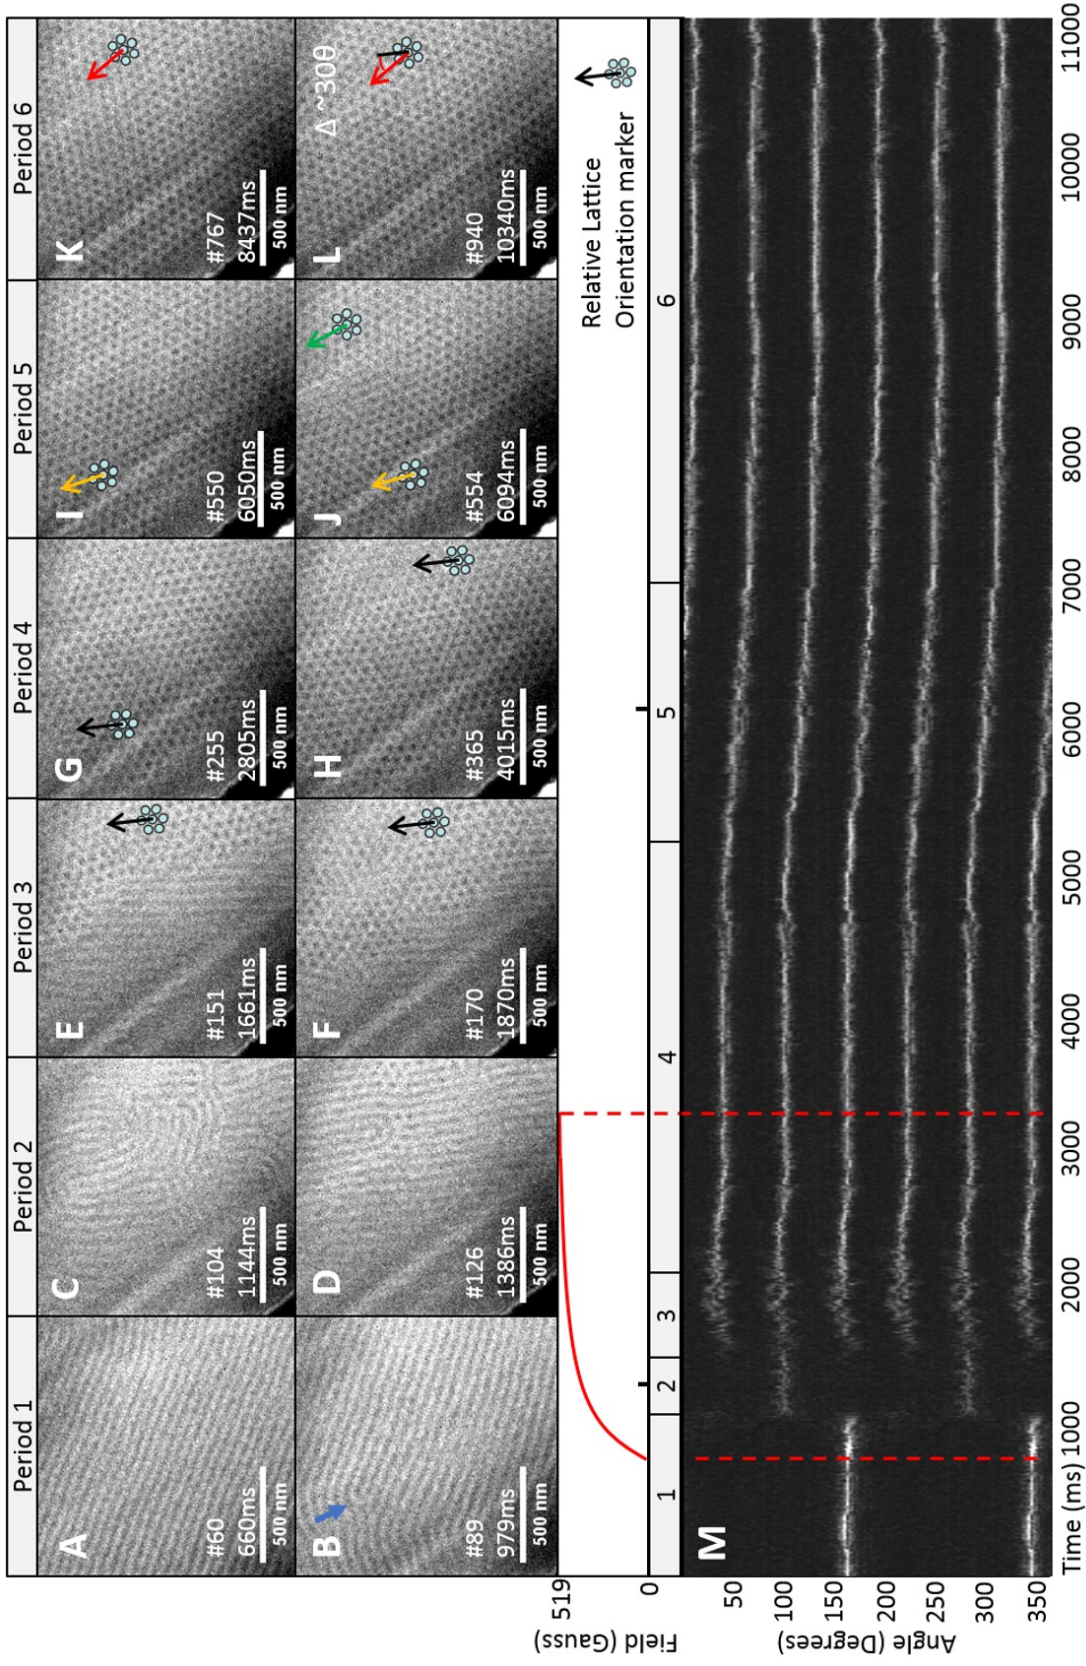 Period 1
Period 2
Period 3
Period 4
Period 5
Period 6
A
#60
660ms
500 nm
C
#104
1144ms
500 nm
E
#151
1661ms
500 nm
G
#255
2805ms
500 nm
I
#550
6050ms
500 nm
K
#767
8437ms
500 nm
B
#89
979ms
500 nm
D
#126
1386ms
500 nm
F
#170
1870ms
500 nm
H
#365
4015ms
500 nm
J
#554
6094ms
500 nm
L
Δ ~30θ
#940
10340ms
500 nm
Field (Gauss)
519
0
Relative Lattice
Orientation marker
1
2
3
4
5
6
M
Angle (Degrees)
50
100
150
200
250
300
350
Time (ms)
1000
2000
3000
4000
5000
6000
7000
8000
9000
10000
11000